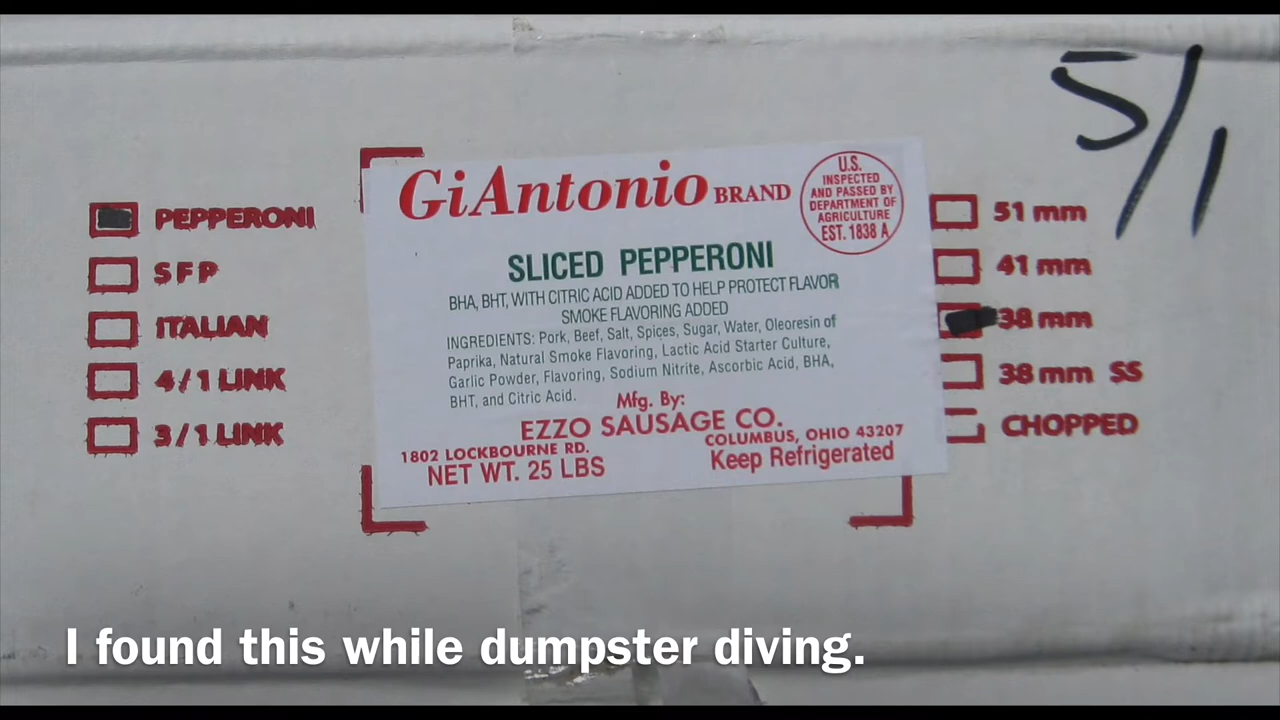 5/1
PEPPERONI
SFP
ITALIAN
4/1 LINK
3/1 LINK
GiAntonio BRAND
U.S.
INSPECTED
AND PASSED BY
DEPARTMENT OF
AGRICULTURE
EST. 1838 A
SLICED PEPPERONI
BHA, BHT, WITH CITRIC ACID ADDED TO HELP PROTECT FLAVOR
SMOKE FLAVORING ADDED
INGREDIENTS: Pork, Beef, Salt, Spices, Sugar, Water, Oleoresin of
Paprika, Natural Smoke Flavoring, Lactic Acid Starter Culture,
Garlic Powder, Flavoring, Sodium Nitrite, Ascorbic Acid, BHA,
BHT, and Citric Acid.
Mfg. By:
EZZO SAUSAGE CO.
1802 LOCKBOURNE RD.
COLUMBUS, OHIO 43207
NET WT. 25 LBS
Keep Refrigerated
51 mm
41 mm
38 mm
38 mm SS
CHOPPED
I found this while dumpster diving.